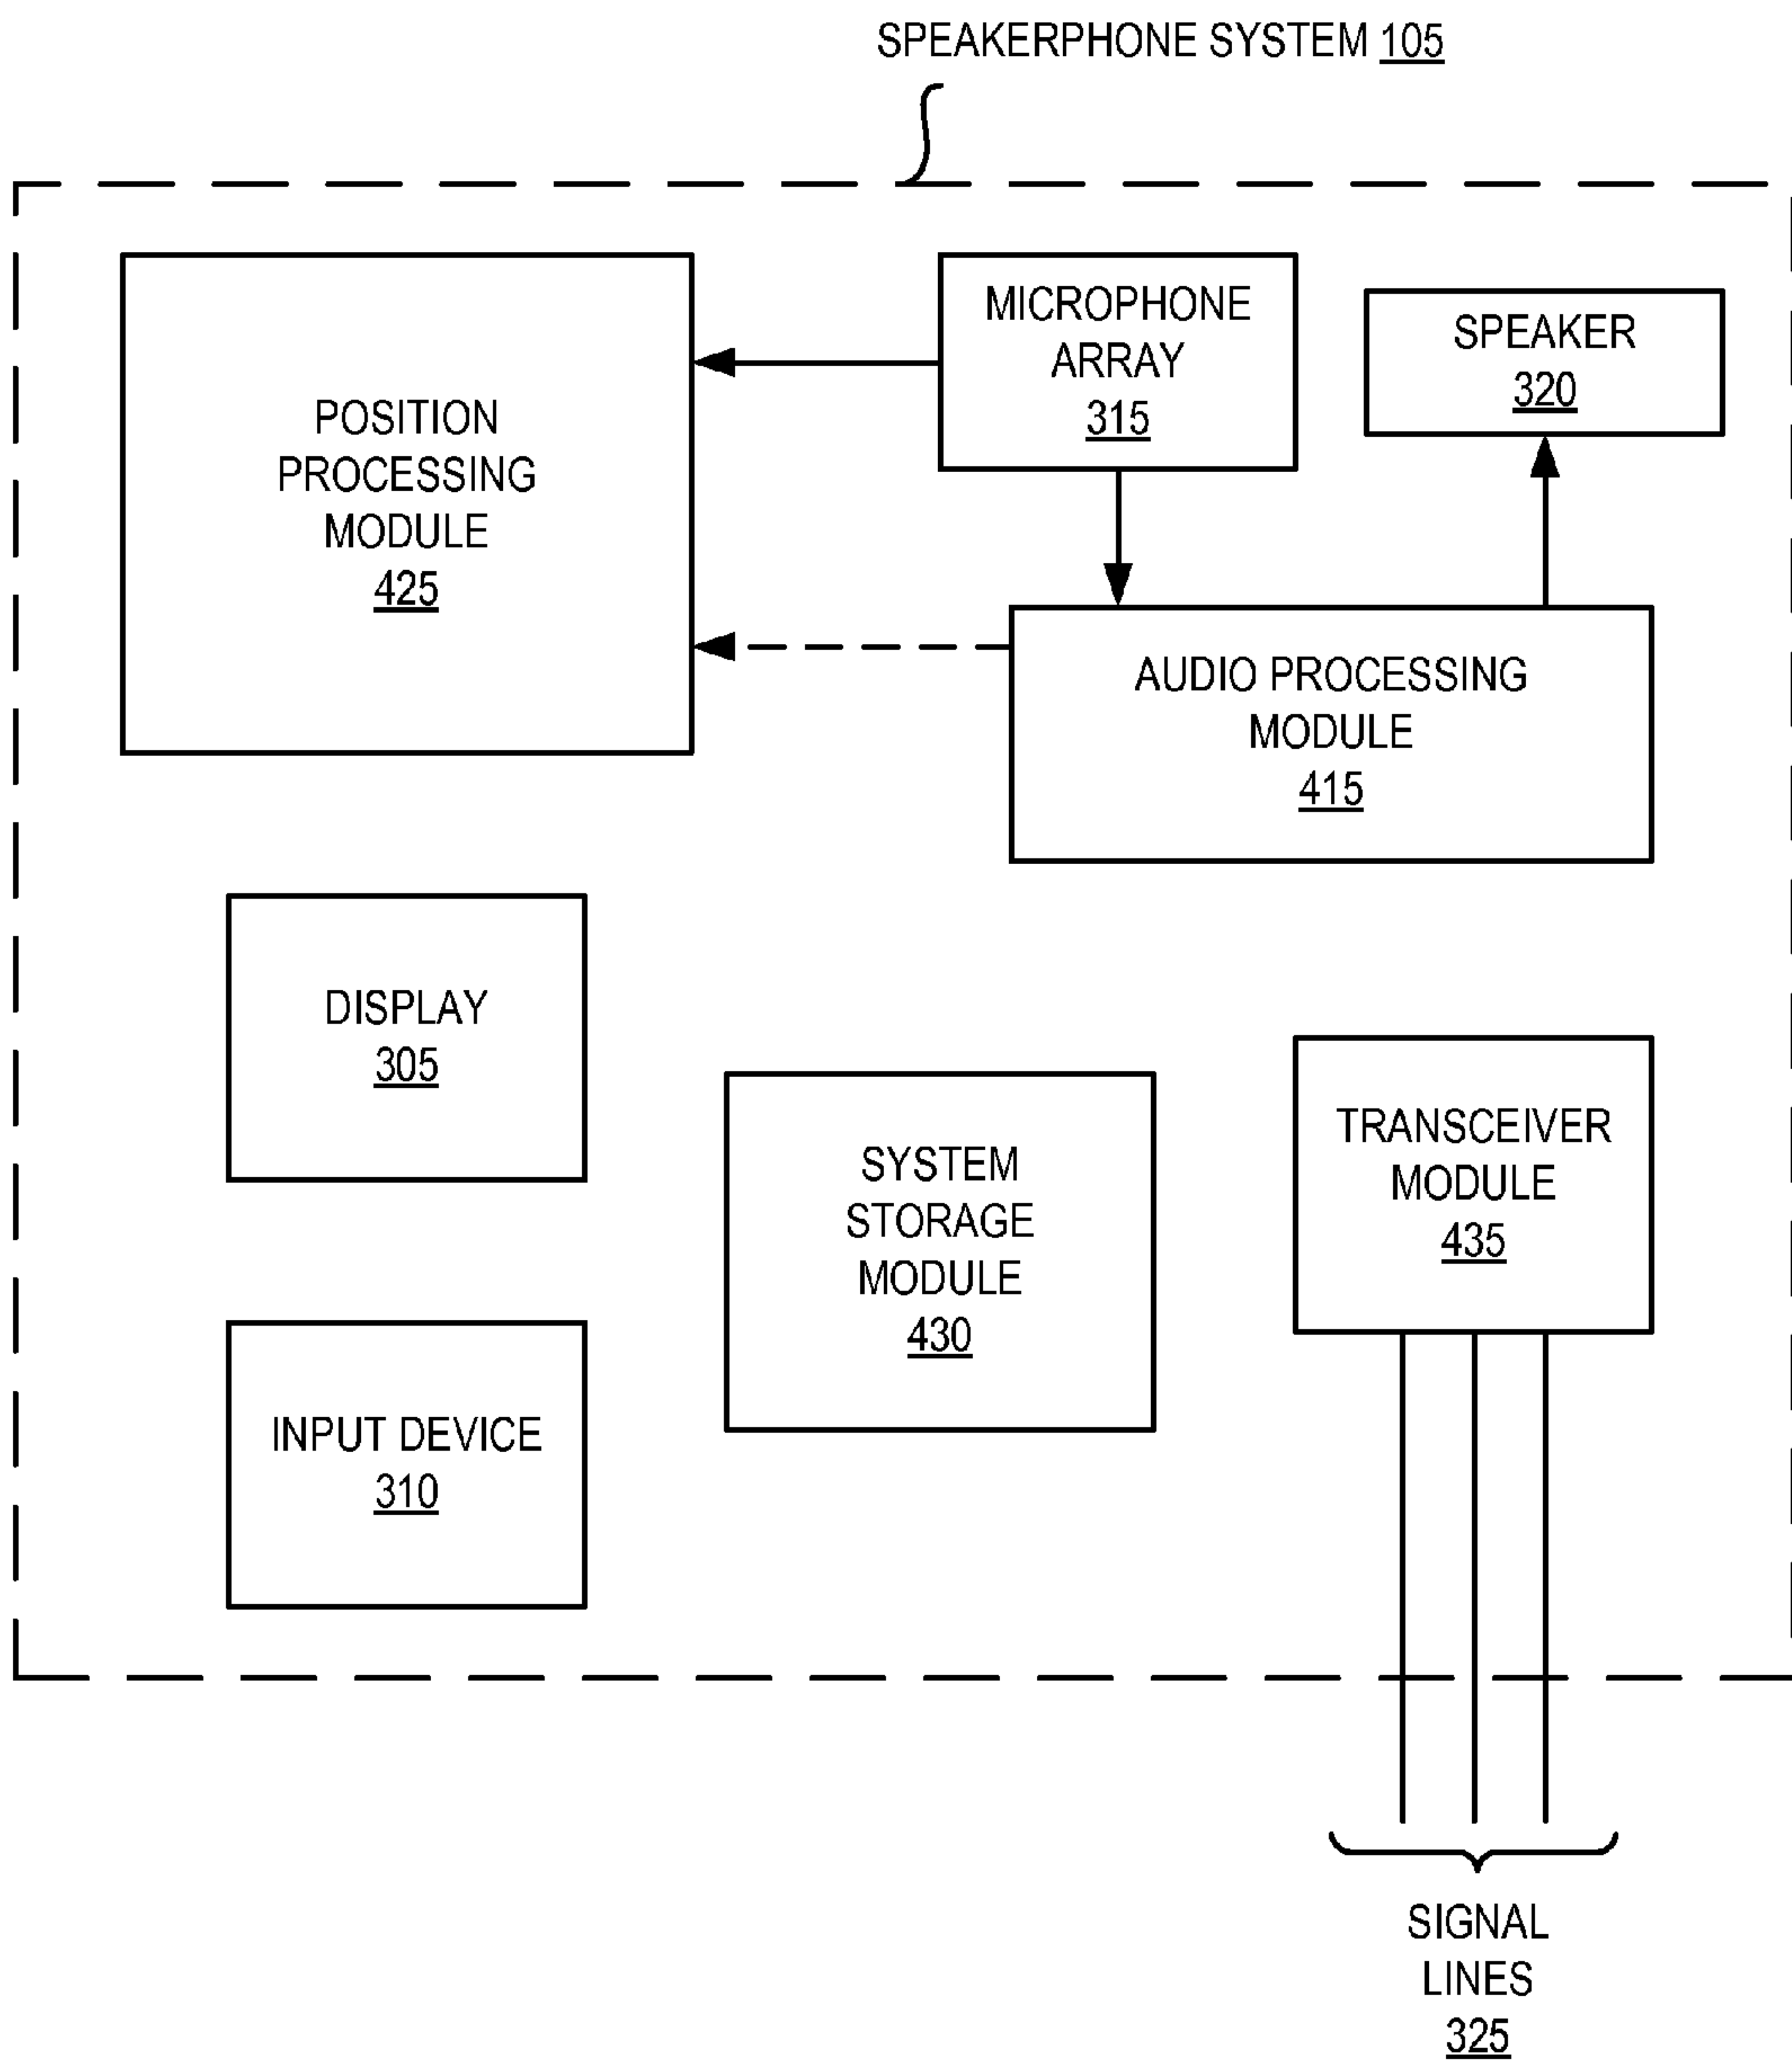 SPEAKERPHONE SYSTEM 105
POSITION
PROCESSING
MODULE
425
MICROPHONE
ARRAY
315
SPEAKER
320
AUDIO PROCESSING
MODULE
415
DISPLAY
305
SYSTEM
STORAGE
MODULE
430
TRANSCEIVER
MODULE
435
INPUT DEVICE
310
SIGNAL
LINES
325